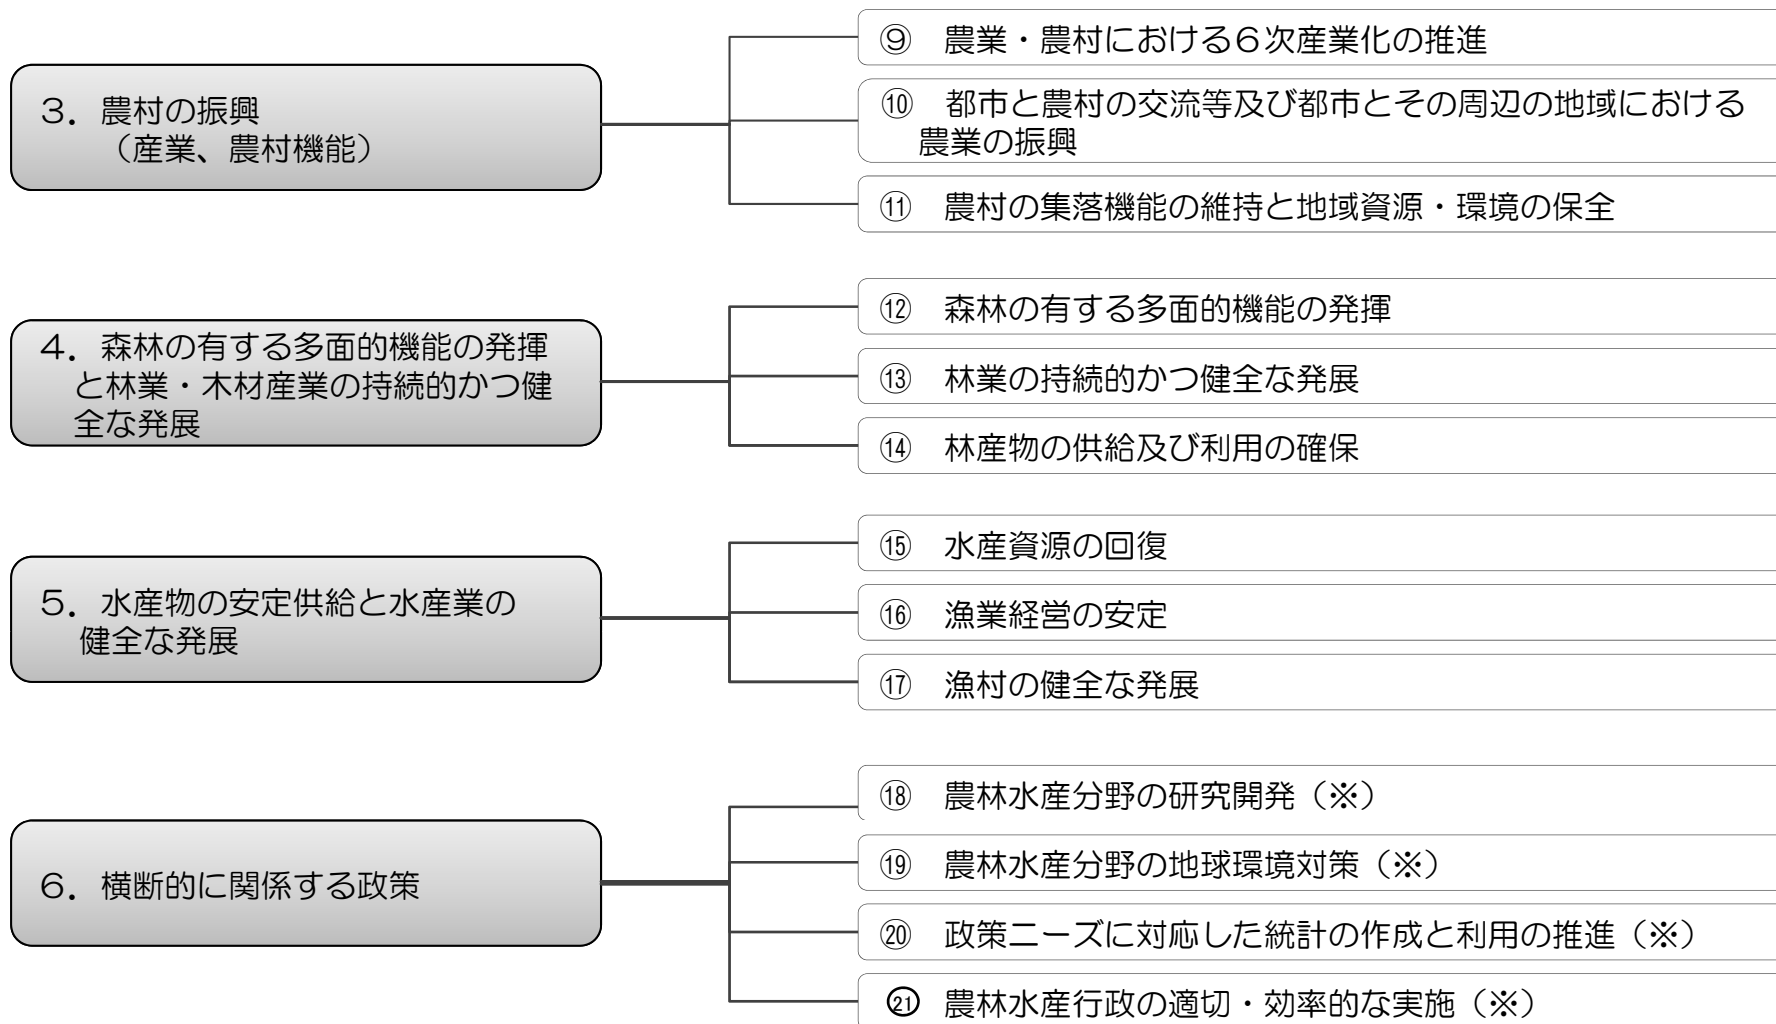 3．農村の振興
（産業、農村機能）
⑨　農業・農村における６次産業化の推進
⑩　都市と農村の交流等及び都市とその周辺の地域における
農業の振興
⑪　農村の集落機能の維持と地域資源・環境の保全
4．森林の有する多面的機能の発揮
と林業・木材産業の持続的かつ健
全な発展
⑫　森林の有する多面的機能の発揮
⑬　林業の持続的かつ健全な発展
⑭　林産物の供給及び利用の確保
5．水産物の安定供給と水産業の
健全な発展
⑮　水産資源の回復
⑯　漁業経営の安定
⑰　漁村の健全な発展
6．横断的に関係する政策
⑱　農林水産分野の研究開発（※）
⑲　農林水産分野の地球環境対策（※）
⑳　政策ニーズに対応した統計の作成と利用の推進（※）
㉑　農林水産行政の適切・効率的な実施（※）